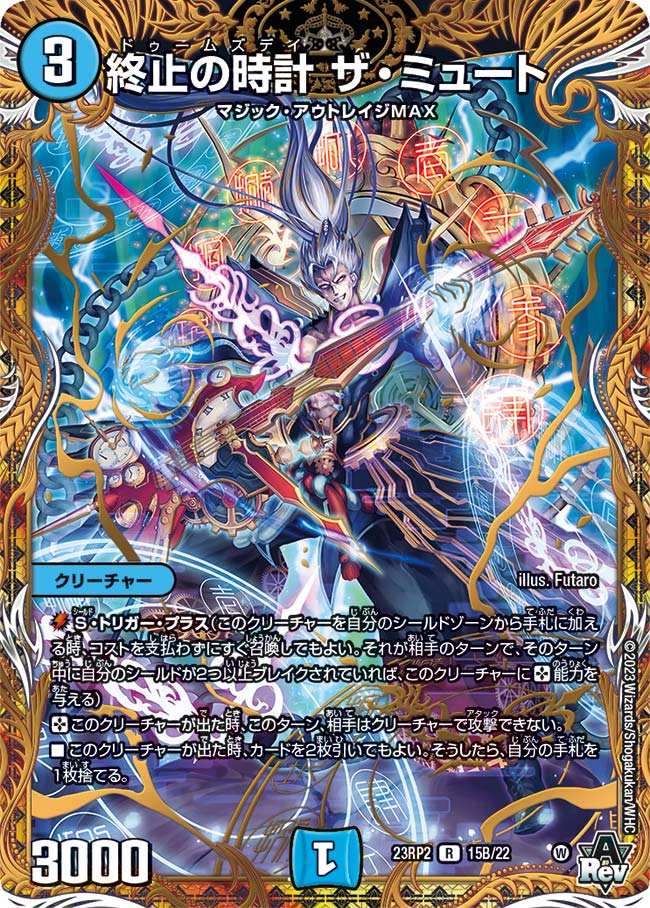 3
ドゥームズデイ
終止の時計 ザ・ミュート
マジック・アウトレイジMAX
壱
弐
参
肆
クリーチャー
illus. Futaro
S・トリガー・プラス(このクリーチャーを自分のシールドゾーンから手札に加え
る時、コストを支払わずにすぐ召喚してもよい。それが相手のターンで、そのターン
中に自分のシールドが2つ以上ブレイクされていれば、このクリーチャーに能力を
与える)
このクリーチャーが出た時、このターン、相手はクリーチャーで攻撃できない。
■このクリーチャーが出た時、カードを2枚引いてもよい。そうしたら、自分の手札を
1枚捨てる。
©2023 Wizards/Shogakukan/WHC
3000
1
23RP2 R 15B/22
W
A
Rev